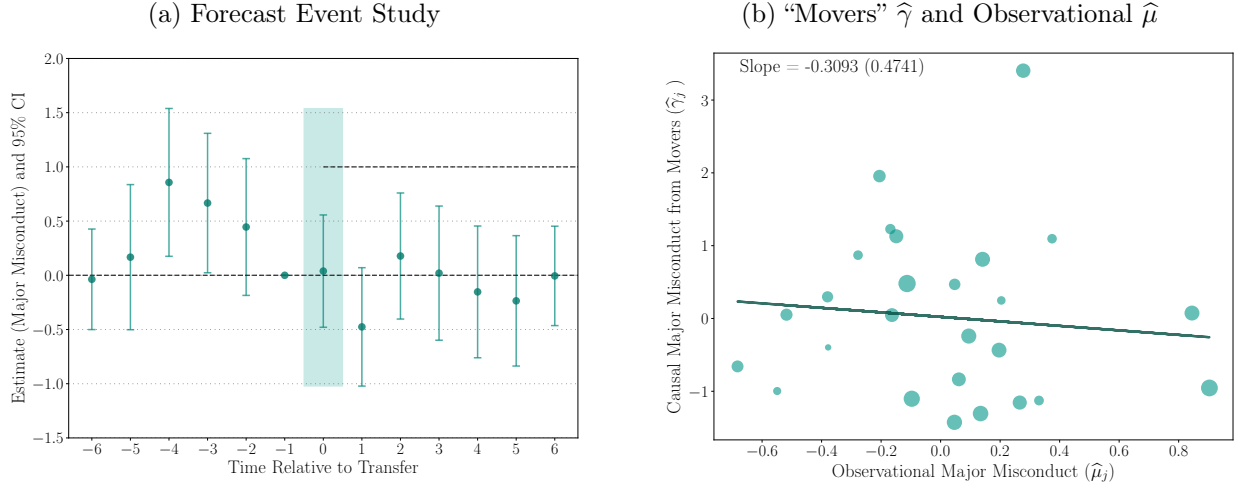 (a) Forecast Event Study
Estimate (Major Misconduct) and 95% CI
2.0
1.5
1.0
0.5
0.0
−0.5
−1.0
−1.5
−6 −5 −4 −3 −2 −1 0 1 2 3 4 5 6
Time Relative to Transfer
(b) “Movers” γ̂ and Observational μ̂
Slope = -0.3093 (0.4741)
Causal Major Misconduct from Movers (γ̂_j)
3
2
1
0
−1
−0.6 −0.4 −0.2 0.0 0.2 0.4 0.6 0.8
Observational Major Misconduct (μ̂_j)